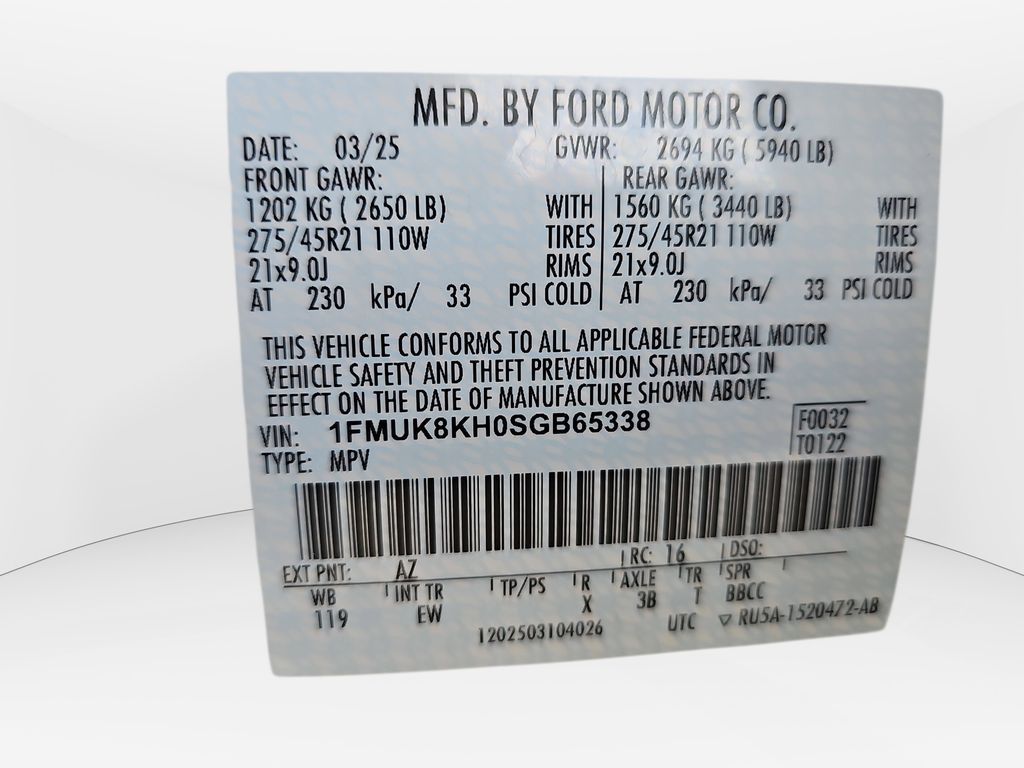 MFD. BY FORD MOTOR CO.
DATE: 03/25 GVWR: 2694 KG ( 5940 LB)
FRONT GAWR: REAR GAWR:
1202 KG ( 2650 LB) WITH 1560 KG ( 3440 LB) WITH
275/45R21 110W TIRES 275/45R21 110W TIRES
21x9.0J RIMS 21x9.0J RIMS
AT 230 kPa/ 33 PSI COLD AT 230 kPa/ 33 PSI COLD
THIS VEHICLE CONFORMS TO ALL APPLICABLE FEDERAL MOTOR
VEHICLE SAFETY AND THEFT PREVENTION STANDARDS IN
EFFECT ON THE DATE OF MANUFACTURE SHOWN ABOVE.
VIN: 1FMUK8KH0SGB65338 F0032
TYPE: MPV T0122
EXT PNT: AZ RC: 16 DSO:
WB INT TR TP/PS R AXLE TR SPR
119 EW X 3B T BBCC
1202503104026 UTC ▽ RU5A-1520472-AB